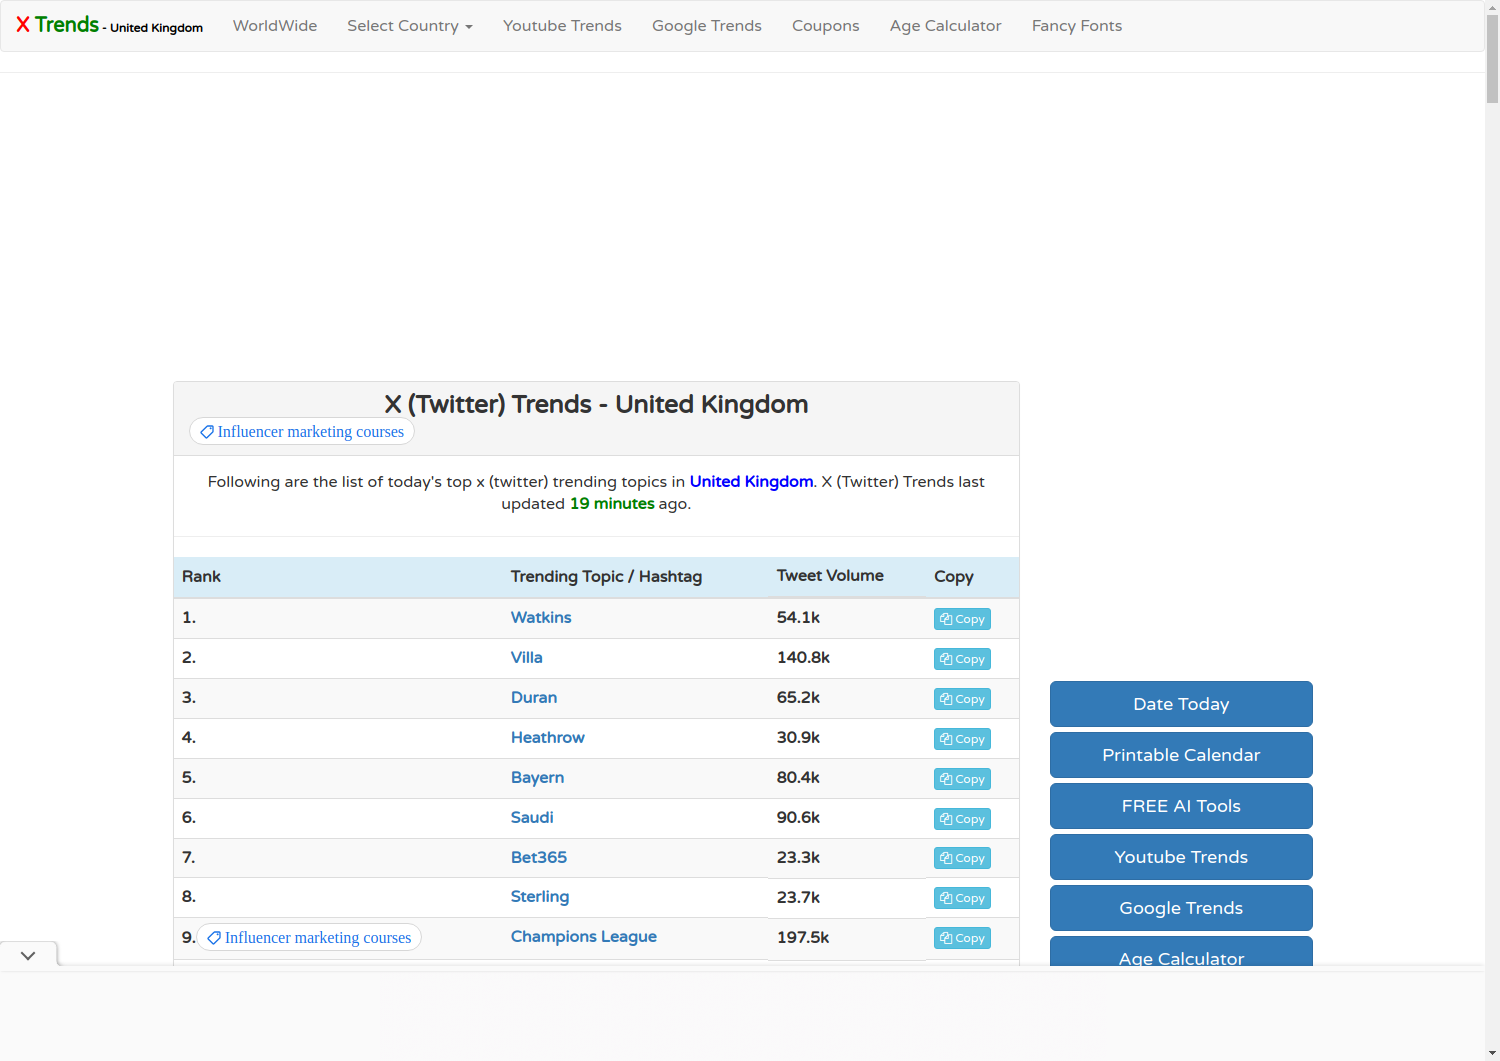 X Trends - United Kingdom WorldWide Select Country Youtube Trends Google Trends Coupons Age Calculator Fancy Fonts
X (Twitter) Trends - United Kingdom
Influencer marketing courses
Following are the list of today's top x (twitter) trending topics in United Kingdom. X (Twitter) Trends last
updated 19 minutes ago.
Rank Trending Topic / Hashtag Tweet Volume Copy
1. Watkins 54.1k Copy
2. Villa 140.8k Copy
3. Duran 65.2k Copy
4. Heathrow 30.9k Copy
5. Bayern 80.4k Copy
6. Saudi 90.6k Copy
7. Bet365 23.3k Copy
8. Sterling 23.7k Copy
9. Influencer marketing courses Champions League 197.5k Copy
Date Today
Printable Calendar
FREE AI Tools
Youtube Trends
Google Trends
Age Calculator